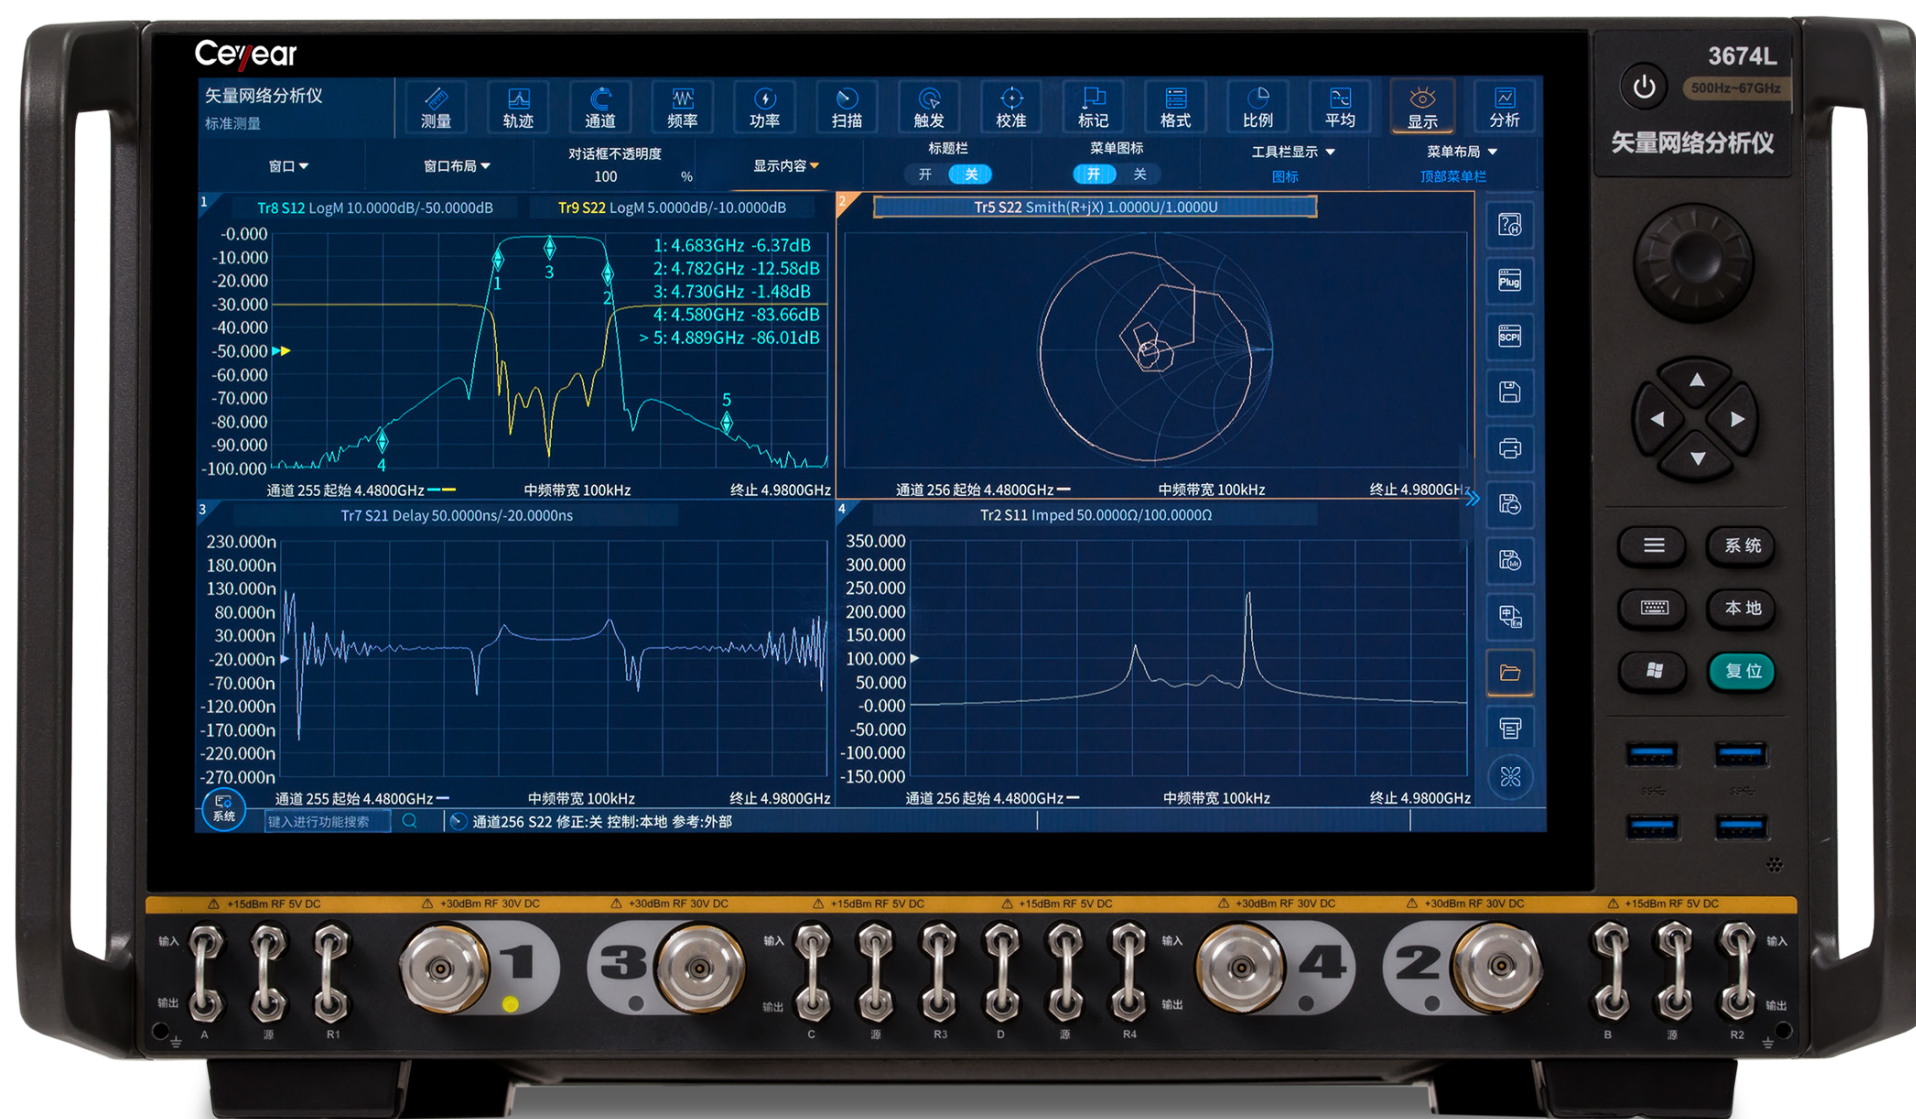 Ceyear
3674L
500Hz~67GHz
矢量网络分析仪
矢量网络分析仪
标准测量
测量
轨迹
通道
频率
功率
扫描
触发
校准
标记
格式
比例
平均
显示
分析
窗口
窗口布局
对话框不透明度
100 %
显示内容
标题栏
开 关
菜单图标
开 关
工具栏显示
图标
菜单布局
顶部菜单栏
1
Tr8 S12 LogM 10.0000dB/-50.0000dB
Tr9 S22 LogM 5.0000dB/-10.0000dB
-0.000
-10.000
-20.000
-30.000
-40.000
-50.000
-60.000
-70.000
-80.000
-90.000
-100.000
1: 4.683GHz -6.37dB
2: 4.782GHz -12.58dB
3: 4.730GHz -1.48dB
4: 4.580GHz -83.66dB
> 5: 4.889GHz -86.01dB
1
3
2
4
5
通道 255 起始 4.4800GHz
中频带宽 100kHz
终止 4.9800GHz
2
Tr5 S22 Smith(R+jX) 1.0000U/1.0000U
通道 256 起始 4.4800GHz
中频带宽 100kHz
终止 4.9800GHz
3
Tr7 S21 Delay 50.0000ns/-20.0000ns
230.000n
180.000n
130.000n
80.000n
30.000n
-20.000n
-70.000n
-120.000n
-170.000n
-220.000n
-270.000n
通道 255 起始 4.4800GHz
中频带宽 100kHz
终止 4.9800GHz
4
Tr2 S11 Imped 50.0000Ω/100.0000Ω
350.000
300.000
250.000
200.000
150.000
100.000
50.000
-0.000
-50.000
-100.000
-150.000
通道 256 起始 4.4800GHz
中频带宽 100kHz
终止 4.9800GHz
Plug
SCPI
系统
键入进行功能搜索
通道256 S22 修正:关 控制:本地 参考:外部
系统
本地
复位
+15dBm RF 5V DC
+30dBm RF 30V DC
+30dBm RF 30V DC
+15dBm RF 5V DC
+15dBm RF 5V DC
+30dBm RF 30V DC
+30dBm RF 30V DC
+15dBm RF 5V DC
输入
输出
A
源
R1
1
3
输入
输出
C
源
R3
D
源
R4
输入
输出
4
2
B
源
R2
输入
输出